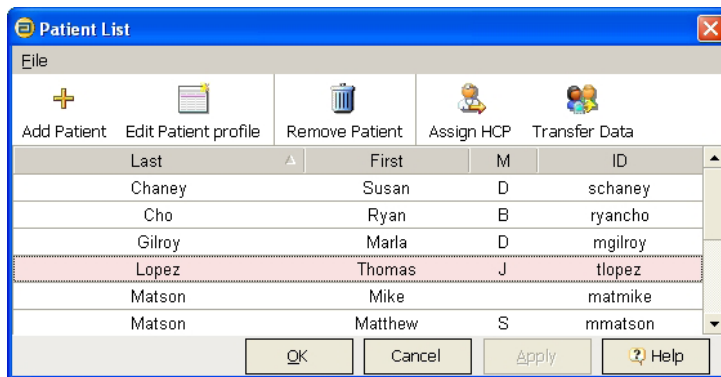 Patient List
File
Add Patient Edit Patient profile Remove Patient Assign HCP Transfer Data
Last First M ID
Chaney Susan D schaney
Cho Ryan B ryancho
Gilroy Marla D mgilroy
Lopez Thomas J tlopez
Matson Mike matmike
Matson Matthew S mmatson
OK Cancel Apply Help